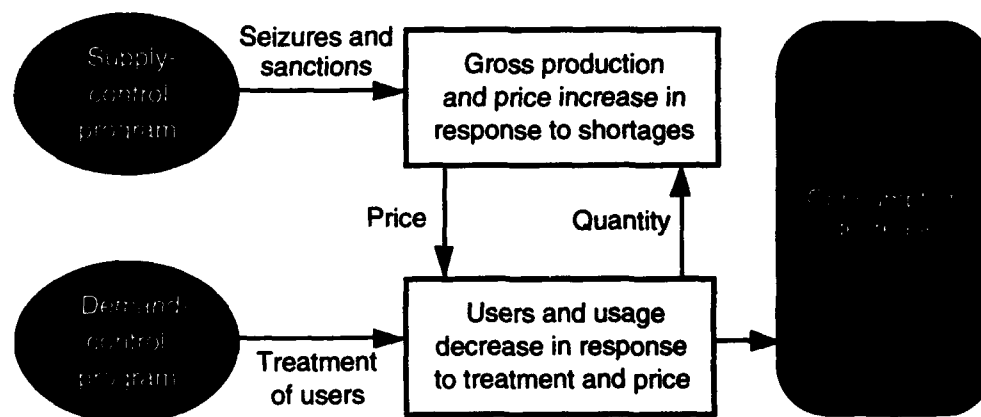 Supply-
control
program
Seizures and
sanctions
Gross production
and price increase in
response to shortages
Price
Quantity
Demand-
control
program
Treatment
of users
Users and usage
decrease in response
to treatment and price
Consumption